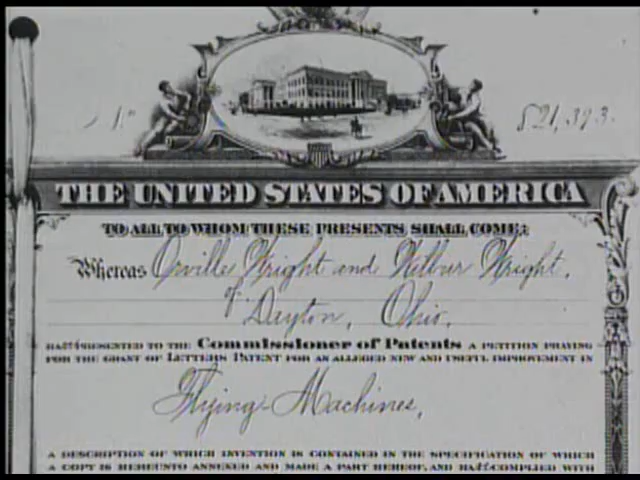 No. 821,393.
THE UNITED STATES OF AMERICA
TO ALL TO WHOM THESE PRESENTS SHALL COME:
Whereas Orville Wright and Wilbur Wright,
of
Dayton, Ohio,
PRESENTED TO THE Commissioner of Patents A PETITION PRAYING
FOR THE GRANT OF LETTERS PATENT FOR AN ALLEGED NEW AND USEFUL IMPROVEMENT IN
Flying-Machines,
A DESCRIPTION OF WHICH INVENTION IS CONTAINED IN THE SPECIFICATION OF WHICH
A COPY IS HEREUNTO ANNEXED AND MADE A PART HEREOF, AND COMPLIED WITH